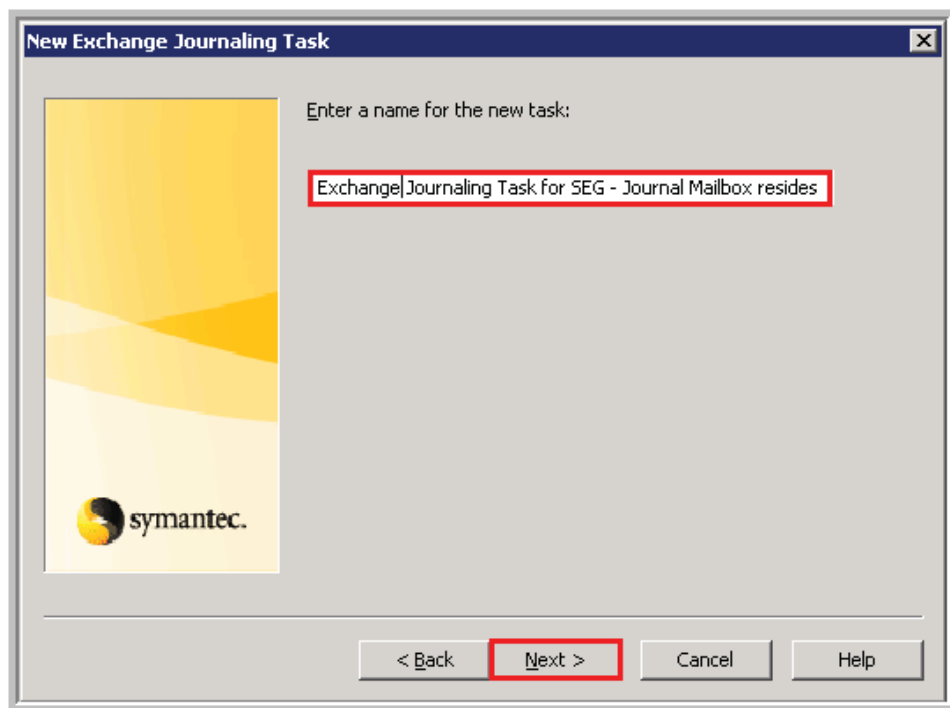 New Exchange Journaling Task
Enter a name for the new task:
Exchange Journaling Task for SEG - Journal Mailbox resides
symantec.
< Back
Next >
Cancel
Help